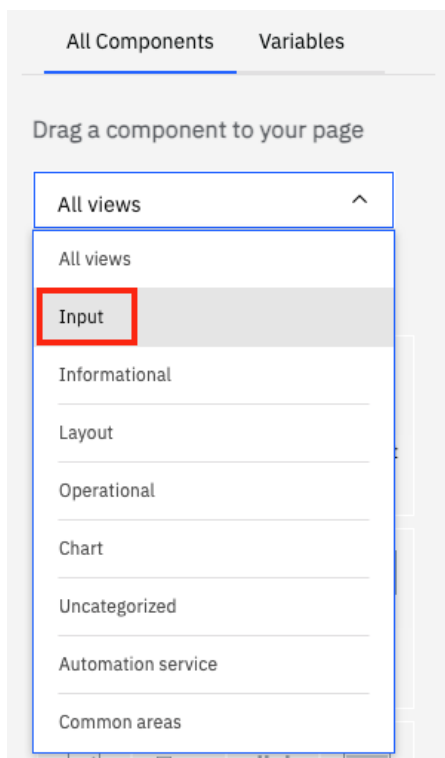 All Components Variables
Drag a component to your page
All views
All views
Input
Informational
Layout
Operational
Chart
Uncategorized
Automation service
Common areas